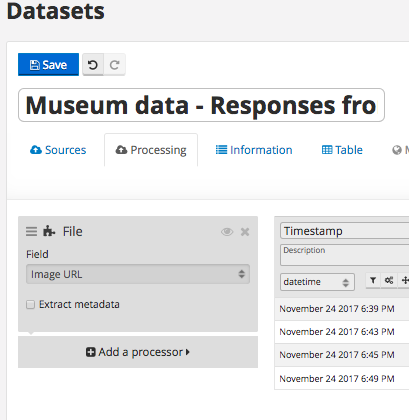 Datasets
Save
Museum data - Responses fro
Sources
Processing
Information
Table
File
Field
Image URL
Extract metadata
Add a processor
Timestamp
Description
datetime
November 24 2017 6:39 PM
November 24 2017 6:43 PM
November 24 2017 6:45 PM
November 24 2017 6:49 PM